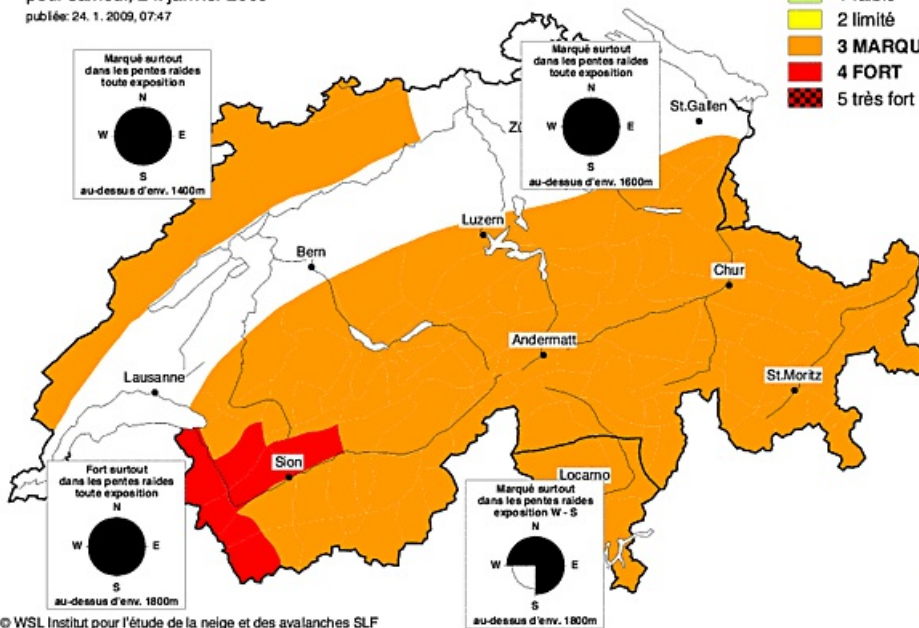 publiée: 24. 1. 2009, 07:47
2 limité
3 MARQU
4 FORT
5 très fort
Marqué surtout
dans les pentes raides
toute exposition
N
W E
S
au-dessus d'env. 1400m
Marqué surtout
dans les pentes raides
toute exposition
N
W E
S
au-dessus d'env. 1600m
St.Gallen
Luzern
Bern
Chur
Andermatt
St.Moritz
Lausanne
Sion
Locarno
Fort surtout
dans les pentes raides
toute exposition
N
W E
S
au-dessus d'env. 1800m
Marqué surtout
dans les pentes raides
exposition W - S
N
W E
S
au-dessus d'env. 1800m
© WSL Institut pour l'étude de la neige et des avalanches SLF